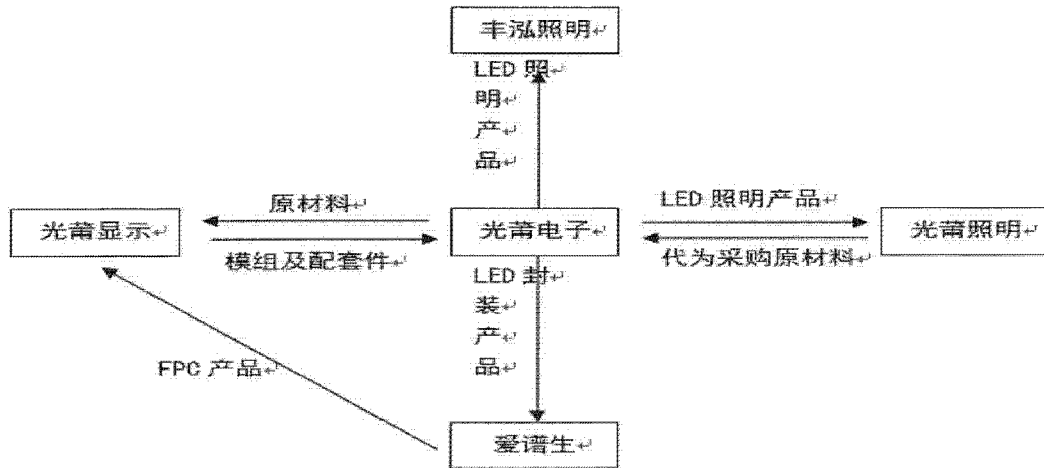 丰泓照明
LED 照
明
产
品
原材料
LED 照明产品
光莆显示
光莆电子
光莆照明
模组及配套件
代为采购原材料
LED 封
装
产
品
FPC 产品
爱谱生